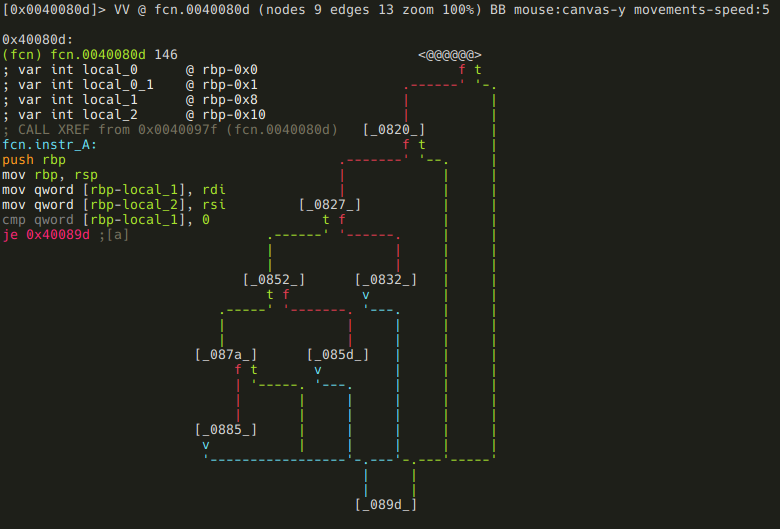 [0x0040080d]> VV @ fcn.0040080d (nodes 9 edges 13 zoom 100%) BB mouse:canvas-y movements-speed:5
0x40080d:
(fcn) fcn.0040080d 146
<@@@@@@>
; var int local_0 @ rbp-0x0
f t
; var int local_0_1 @ rbp-0x1
; var int local_1 @ rbp-0x8
; var int local_2 @ rbp-0x10
; CALL XREF from 0x0040097f (fcn.0040080d)
[_0820_]
fcn.instr_A:
f t
push rbp
mov rbp, rsp
mov qword [rbp-local_1], rdi
mov qword [rbp-local_2], rsi
[_0827_]
cmp qword [rbp-local_1], 0
t f
je 0x40089d ;[a]
[_0852_] [_0832_]
t f v
[_087a_] [_085d_]
f t v
[_0885_]
v
[_089d_]